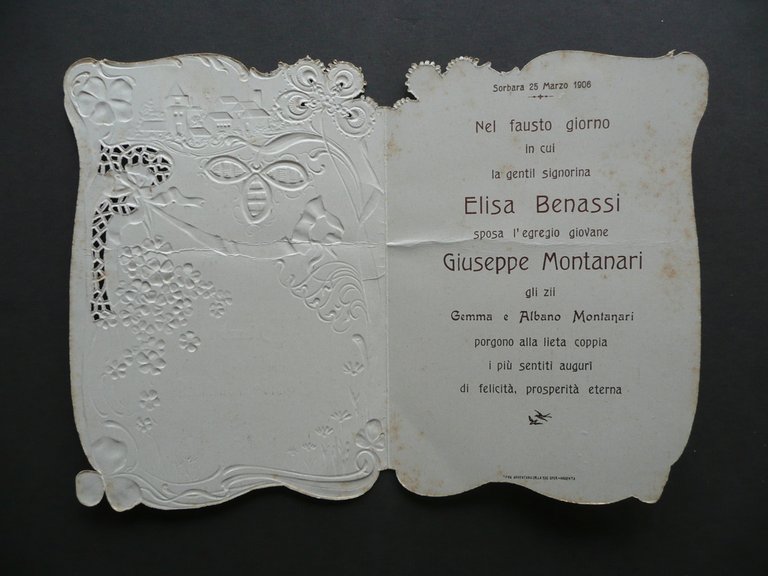 Sorbara 25 Marzo 1906
Nel fausto giorno
in cui
la gentil signorina
Elisa Benassi
sposa l'egregio giovane
Giuseppe Montanari
gli zii
Gemma e Albano Montanari
porgono alla lieta coppia
i più sentiti augurî
di felicità, prosperità eterna